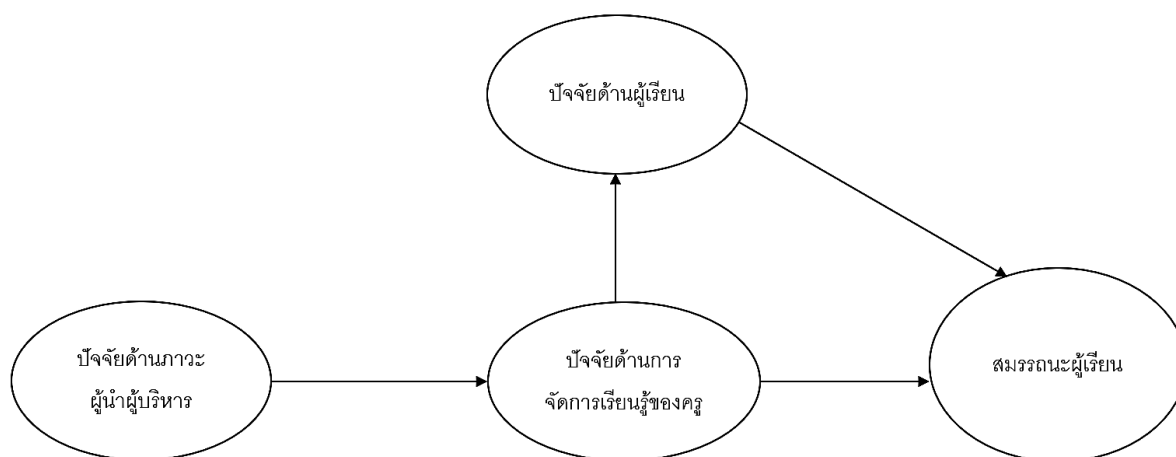 ปัจจัยด้านผู้เรียน
ปัจจัยด้านภาวะ
ผู้นำผู้บริหาร
ปัจจัยด้านการ
จัดการเรียนรู้ของครู
สมรรถนะผู้เรียน